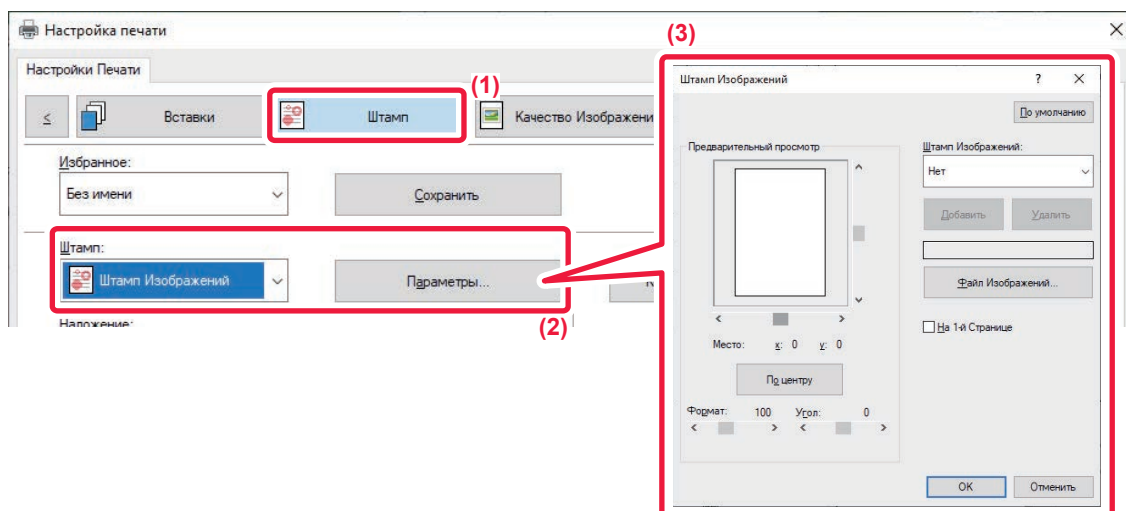 Настройка печати
Настройки Печати
(1)
<
Вставки
Штамп
Качество Изображени
Избранное:
Без имени
Сохранить
Штамп:
Штамп Изображений
Параметры...
(2)
Наложение:
(3)
Штамп Изображений
?
По умолчанию
Предварительный просмотр
Штамп Изображений:
Нет
Добавить
Удалить
Файл Изображений...
На 1-й Странице
Место: x: 0 y: 0
По центру
Формат: 100 Угол: 0
OK
Отменить